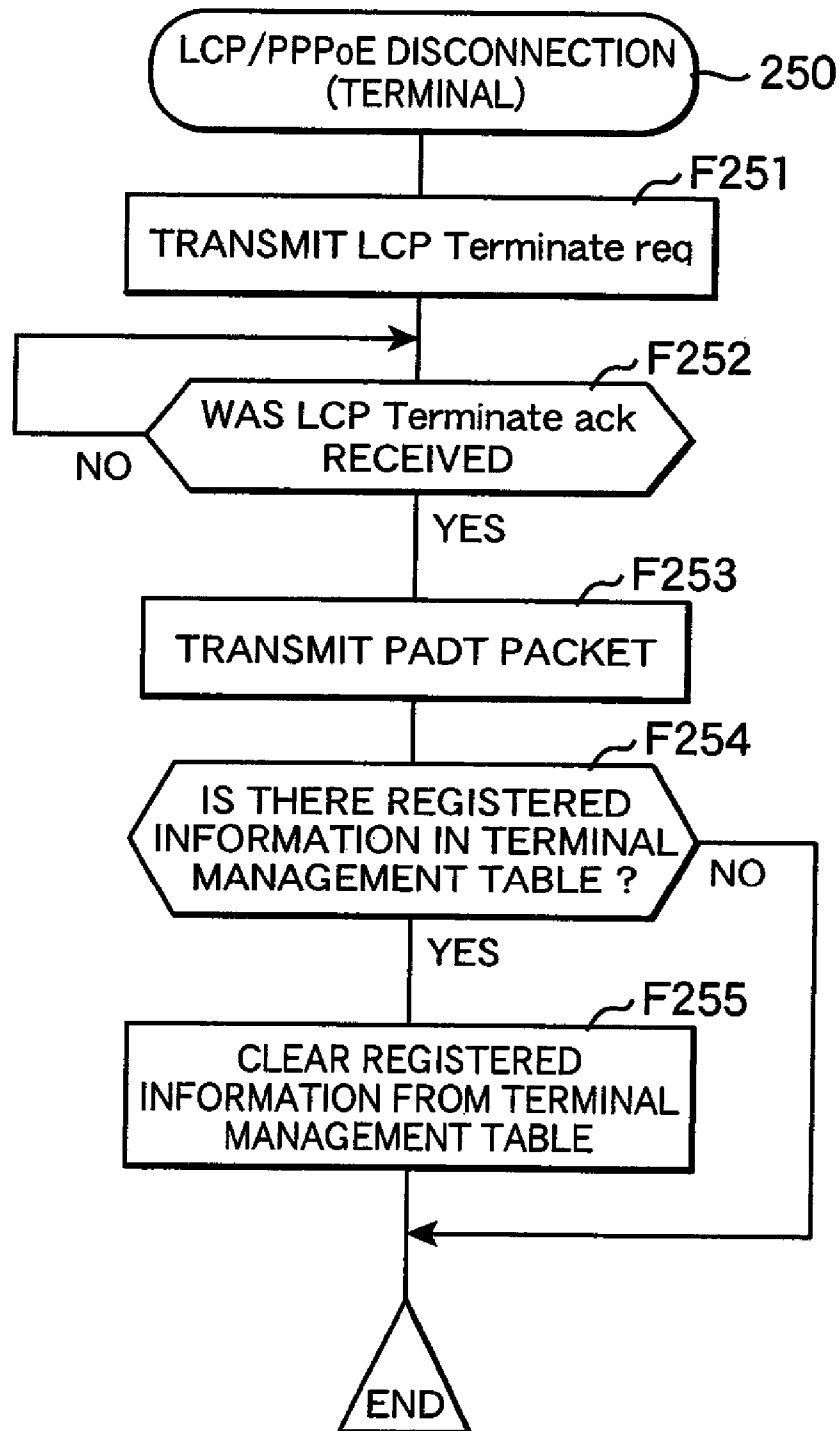 LCP/PPPoE DISCONNECTION
(TERMINAL)
250
F251
TRANSMIT LCP Terminate req
F252
WAS LCP Terminate ack
RECEIVED
NO
YES
F253
TRANSMIT PADT PACKET
F254
IS THERE REGISTERED
INFORMATION IN TERMINAL
MANAGEMENT TABLE ?
NO
YES
F255
CLEAR REGISTERED
INFORMATION FROM TERMINAL
MANAGEMENT TABLE
END